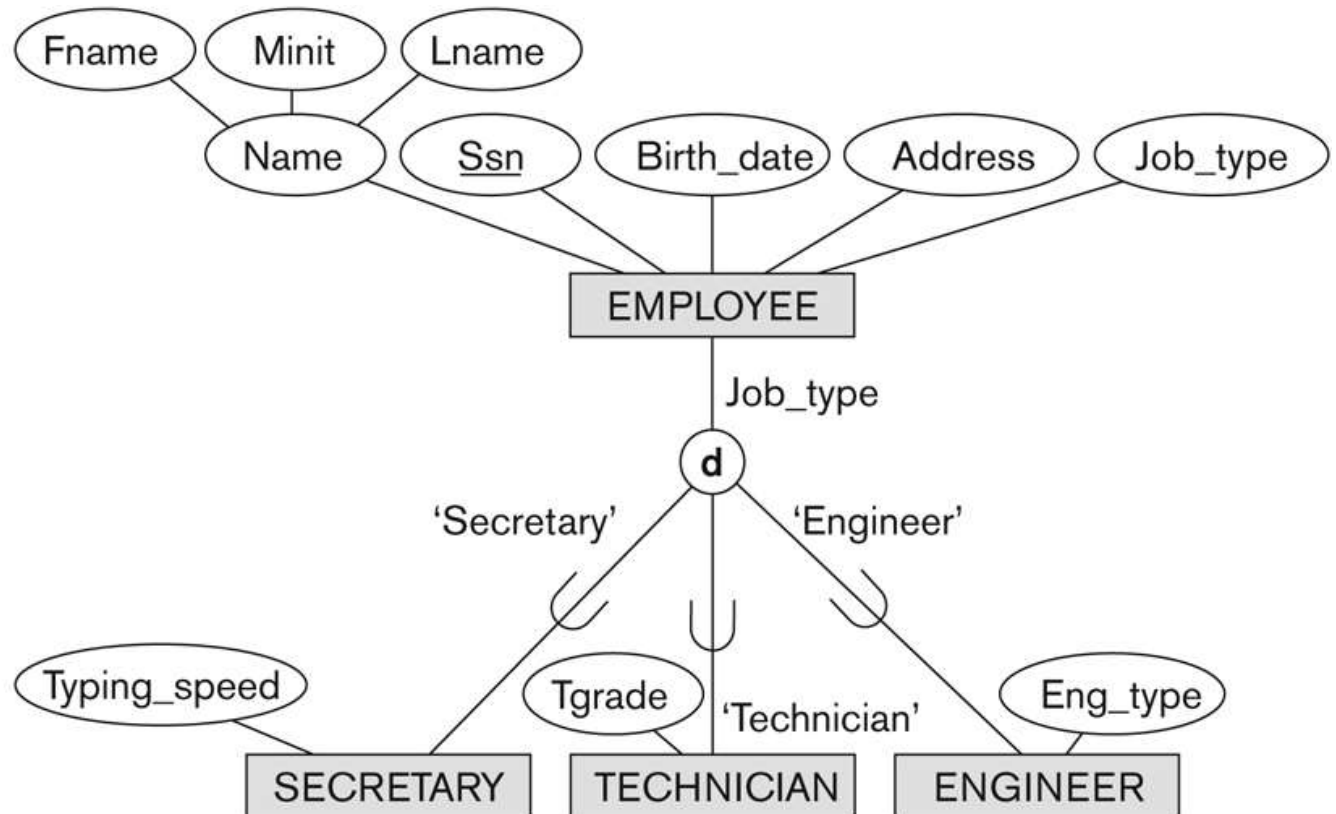 Fname Minit Lname
Name Ssn Birth_date Address Job_type
EMPLOYEE
Job_type
d
‘Secretary’ ‘Engineer’
Typing_speed Tgrade Eng_type
‘Technician’
SECRETARY TECHNICIAN ENGINEER